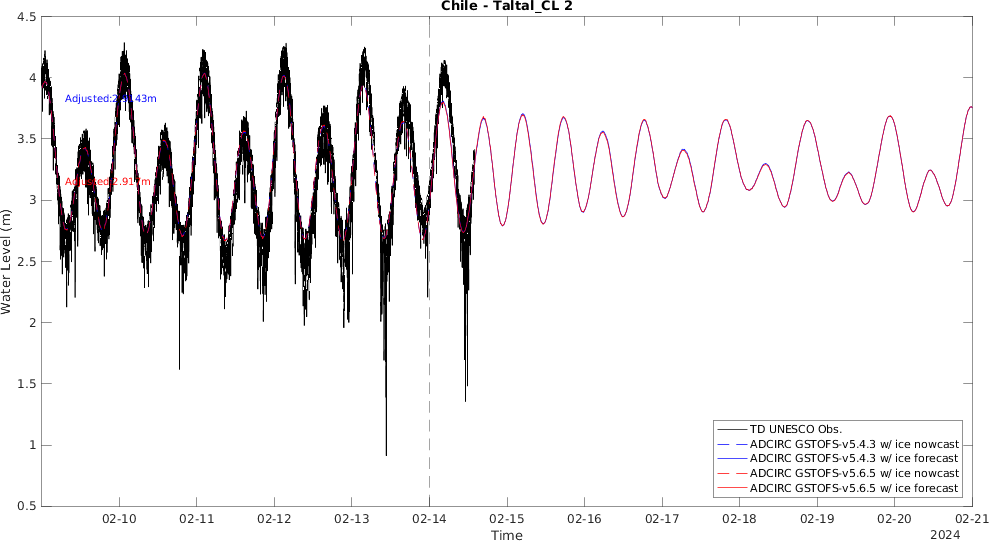 Chile - Taltal_CL 2
4.5
4
3.5
3
2.5
2
1.5
1
0.5
Water Level (m)
02-10 02-11 02-12 02-13 02-14 02-15 02-16 02-17 02-18 02-19 02-20 02-21
Time
2024
TD UNESCO Obs.
ADCIRC GSTOFS-v5.4.3 w/ ice nowcast
ADCIRC GSTOFS-v5.4.3 w/ ice forecast
ADCIRC GSTOFS-v5.6.5 w/ ice nowcast
ADCIRC GSTOFS-v5.6.5 w/ ice forecast